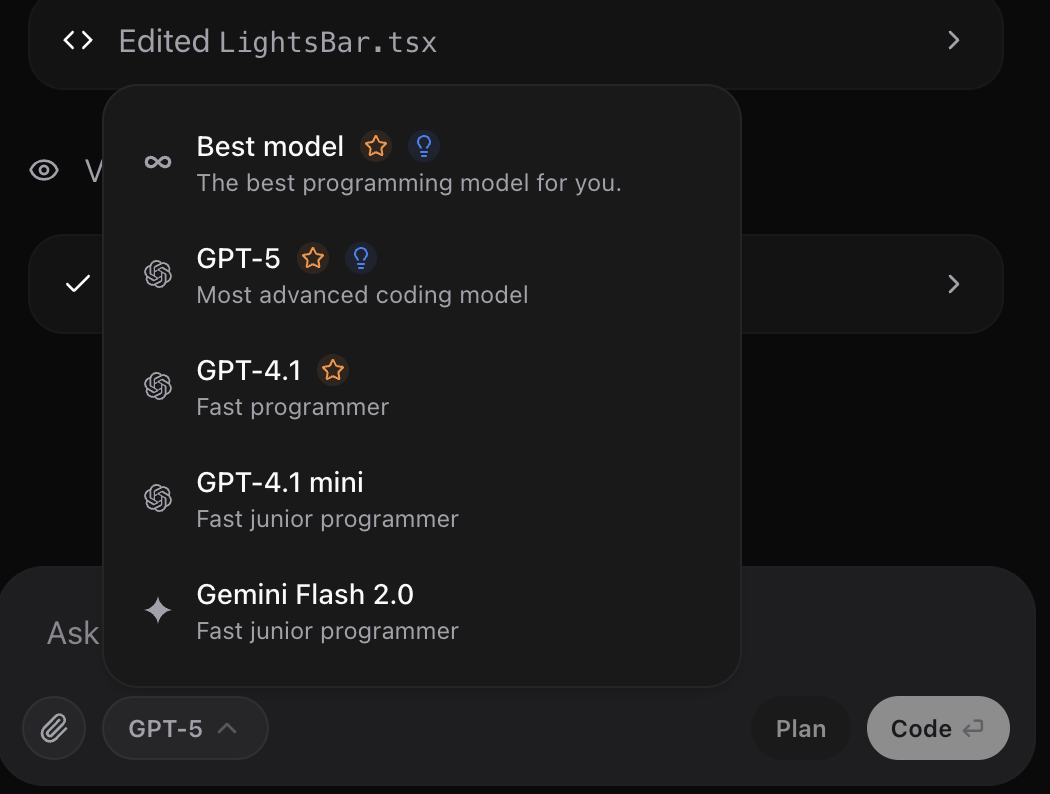 Edited LightsBar.tsx
Best model
The best programming model for you.
V
GPT-5
Most advanced coding model
GPT-4.1
Fast programmer
GPT-4.1 mini
Fast junior programmer
Gemini Flash 2.0
Fast junior programmer
Ask
GPT-5
Plan
Code